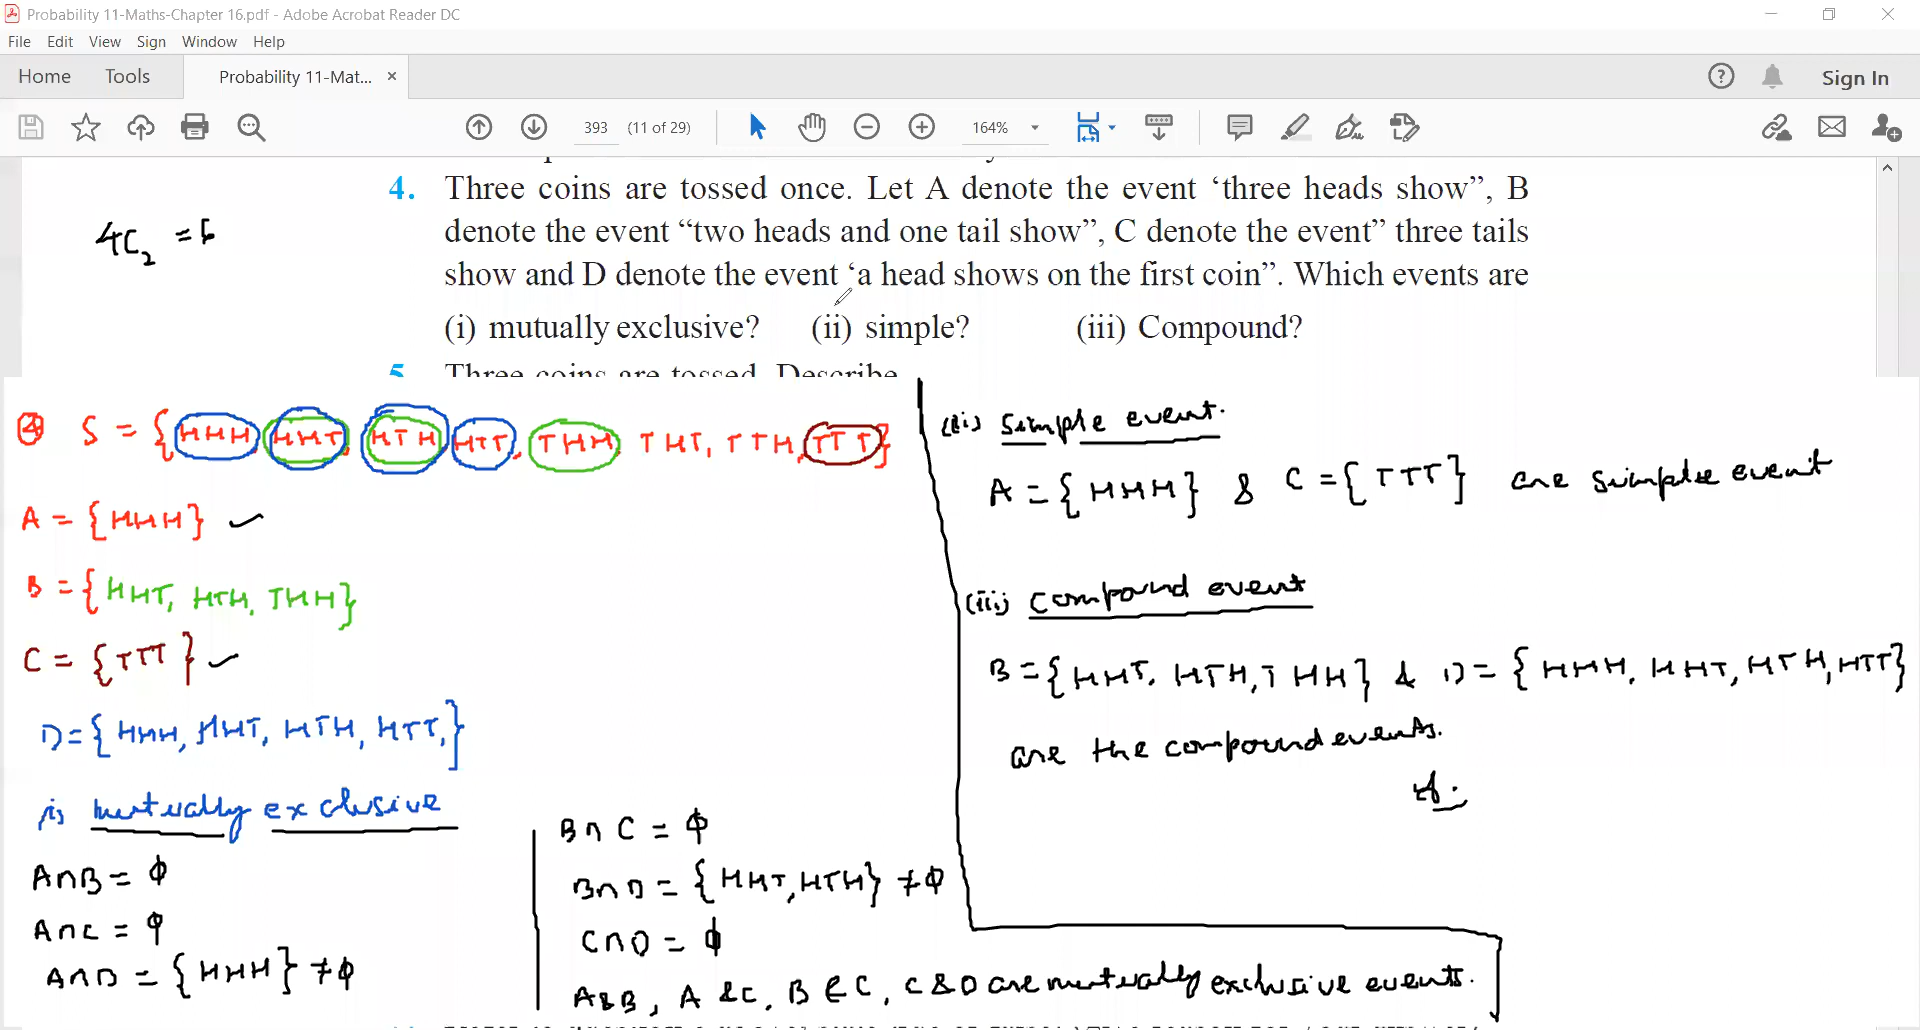 Probability 11-Maths-Chapter 16.pdf - Adobe Acrobat Reader DC
File Edit View Sign Window Help
Home Tools Probability 11-Mat... × Sign In
393 (11 of 29) 164%
4. Three coins are tossed once. Let A denote the event ‘three heads show”, B
denote the event “two heads and one tail show”, C denote the event” three tails
show and D denote the event ‘a head shows on the first coin”. Which events are
(i) mutually exclusive? (ii) simple? (iii) Compound?
5. Three coins are tossed. Describe
4C₂ = 6
④ S = {HHH, HHT, HTH, HTT, THH, THT, TTH, TTT}
A = {HHH} ✓
B = {HHT, HTH, THH}
C = {TTT} ✓
D = {HHH, HHT, HTH, HTT,}
(i) mutually exclusive
A∩B = ϕ
A∩C = ϕ
A∩D = {HHH} ≠ ϕ
B∩C = ϕ
B∩D = {HHT, HTH} ≠ ϕ
C∩D = ϕ
A&B, A &C, B & C, C & D are mutually exclusive events.
(ii) Simple event.
A = {HHH} & C = {TTT} are simple event
(iii) Compound event
B = {HHT, HTH, THH} & D = {HHH, HHT, HTH, HTT}
are the compound events.